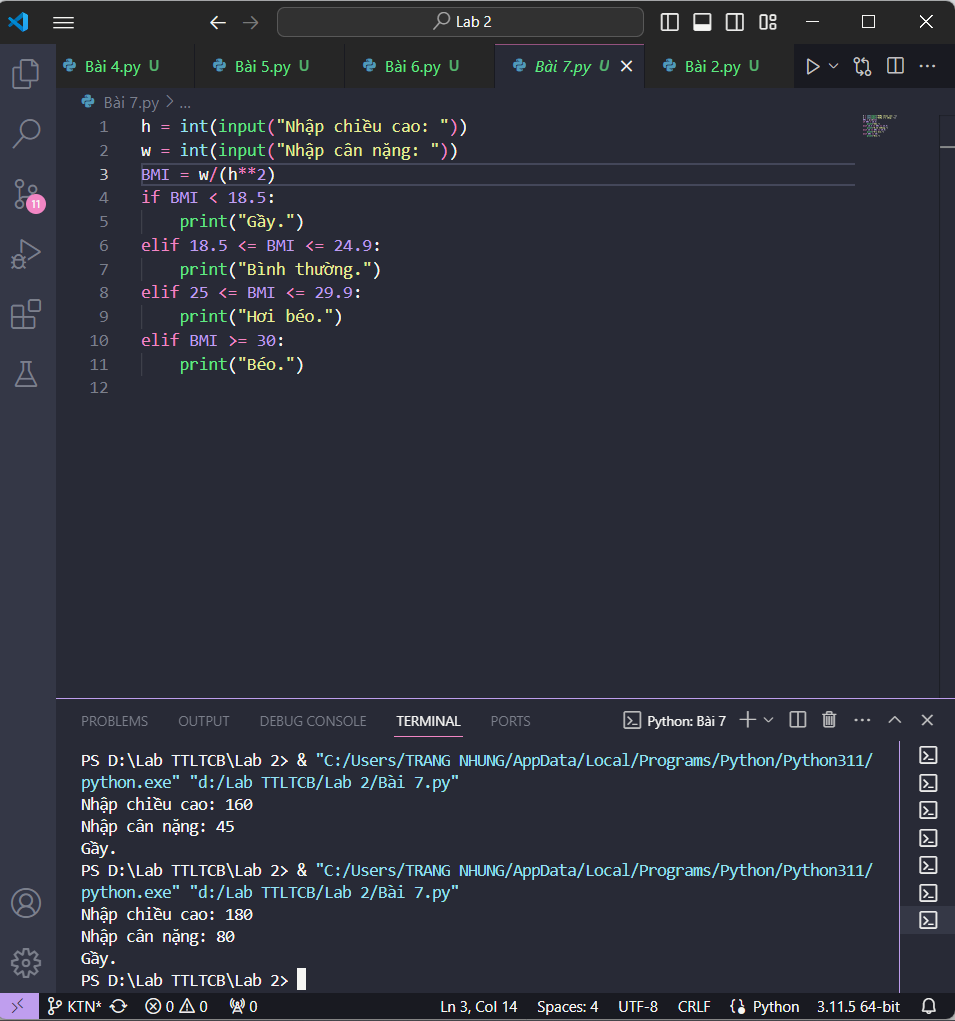 Lab 2
Bài 4.py U Bài 5.py U Bài 6.py U Bài 7.py U Bài 2.py U
Bài 7.py > ...
1 h = int(input("Nhập chiều cao: "))
2 w = int(input("Nhập cân nặng: "))
3 BMI = w/(h**2)
4 if BMI < 18.5:
5 print("Gầy.")
6 elif 18.5 <= BMI <= 24.9:
7 print("Bình thường.")
8 elif 25 <= BMI <= 29.9:
9 print("Hơi béo.")
10 elif BMI >= 30:
11 print("Béo.")
12
11
PROBLEMS OUTPUT DEBUG CONSOLE TERMINAL PORTS Python: Bài 7
PS D:\Lab TTLTCB\Lab 2> & "C:/Users/TRANG NHUNG/AppData/Local/Programs/Python/Python311/
python.exe" "d:/Lab TTLTCB/Lab 2/Bài 7.py"
Nhập chiều cao: 160
Nhập cân nặng: 45
Gầy.
PS D:\Lab TTLTCB\Lab 2> & "C:/Users/TRANG NHUNG/AppData/Local/Programs/Python/Python311/
python.exe" "d:/Lab TTLTCB/Lab 2/Bài 7.py"
Nhập chiều cao: 180
Nhập cân nặng: 80
Gầy.
PS D:\Lab TTLTCB\Lab 2>
KTN* 0 0 0 Ln 3, Col 14 Spaces: 4 UTF-8 CRLF Python 3.11.5 64-bit